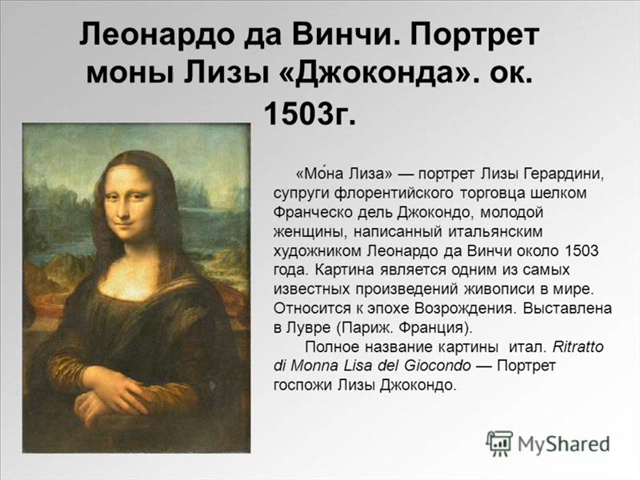 Леонардо да Винчи. Портрет
моны Лизы «Джоконда». ок.
1503г.
«Мо́на Лиза» — портрет Лизы Герардини,
супруги флорентийского торговца шелком
Франческо дель Джокондо, молодой
женщины, написанный итальянским
художником Леонардо да Винчи около 1503
года. Картина является одним из самых
известных произведений живописи в мире.
Относится к эпохе Возрождения. Выставлена
в Лувре (Париж. Франция).
Полное название картины итал. Ritratto
di Monna Lisa del Giocondo — Портрет
госпожи Лизы Джокондо.
MyShared